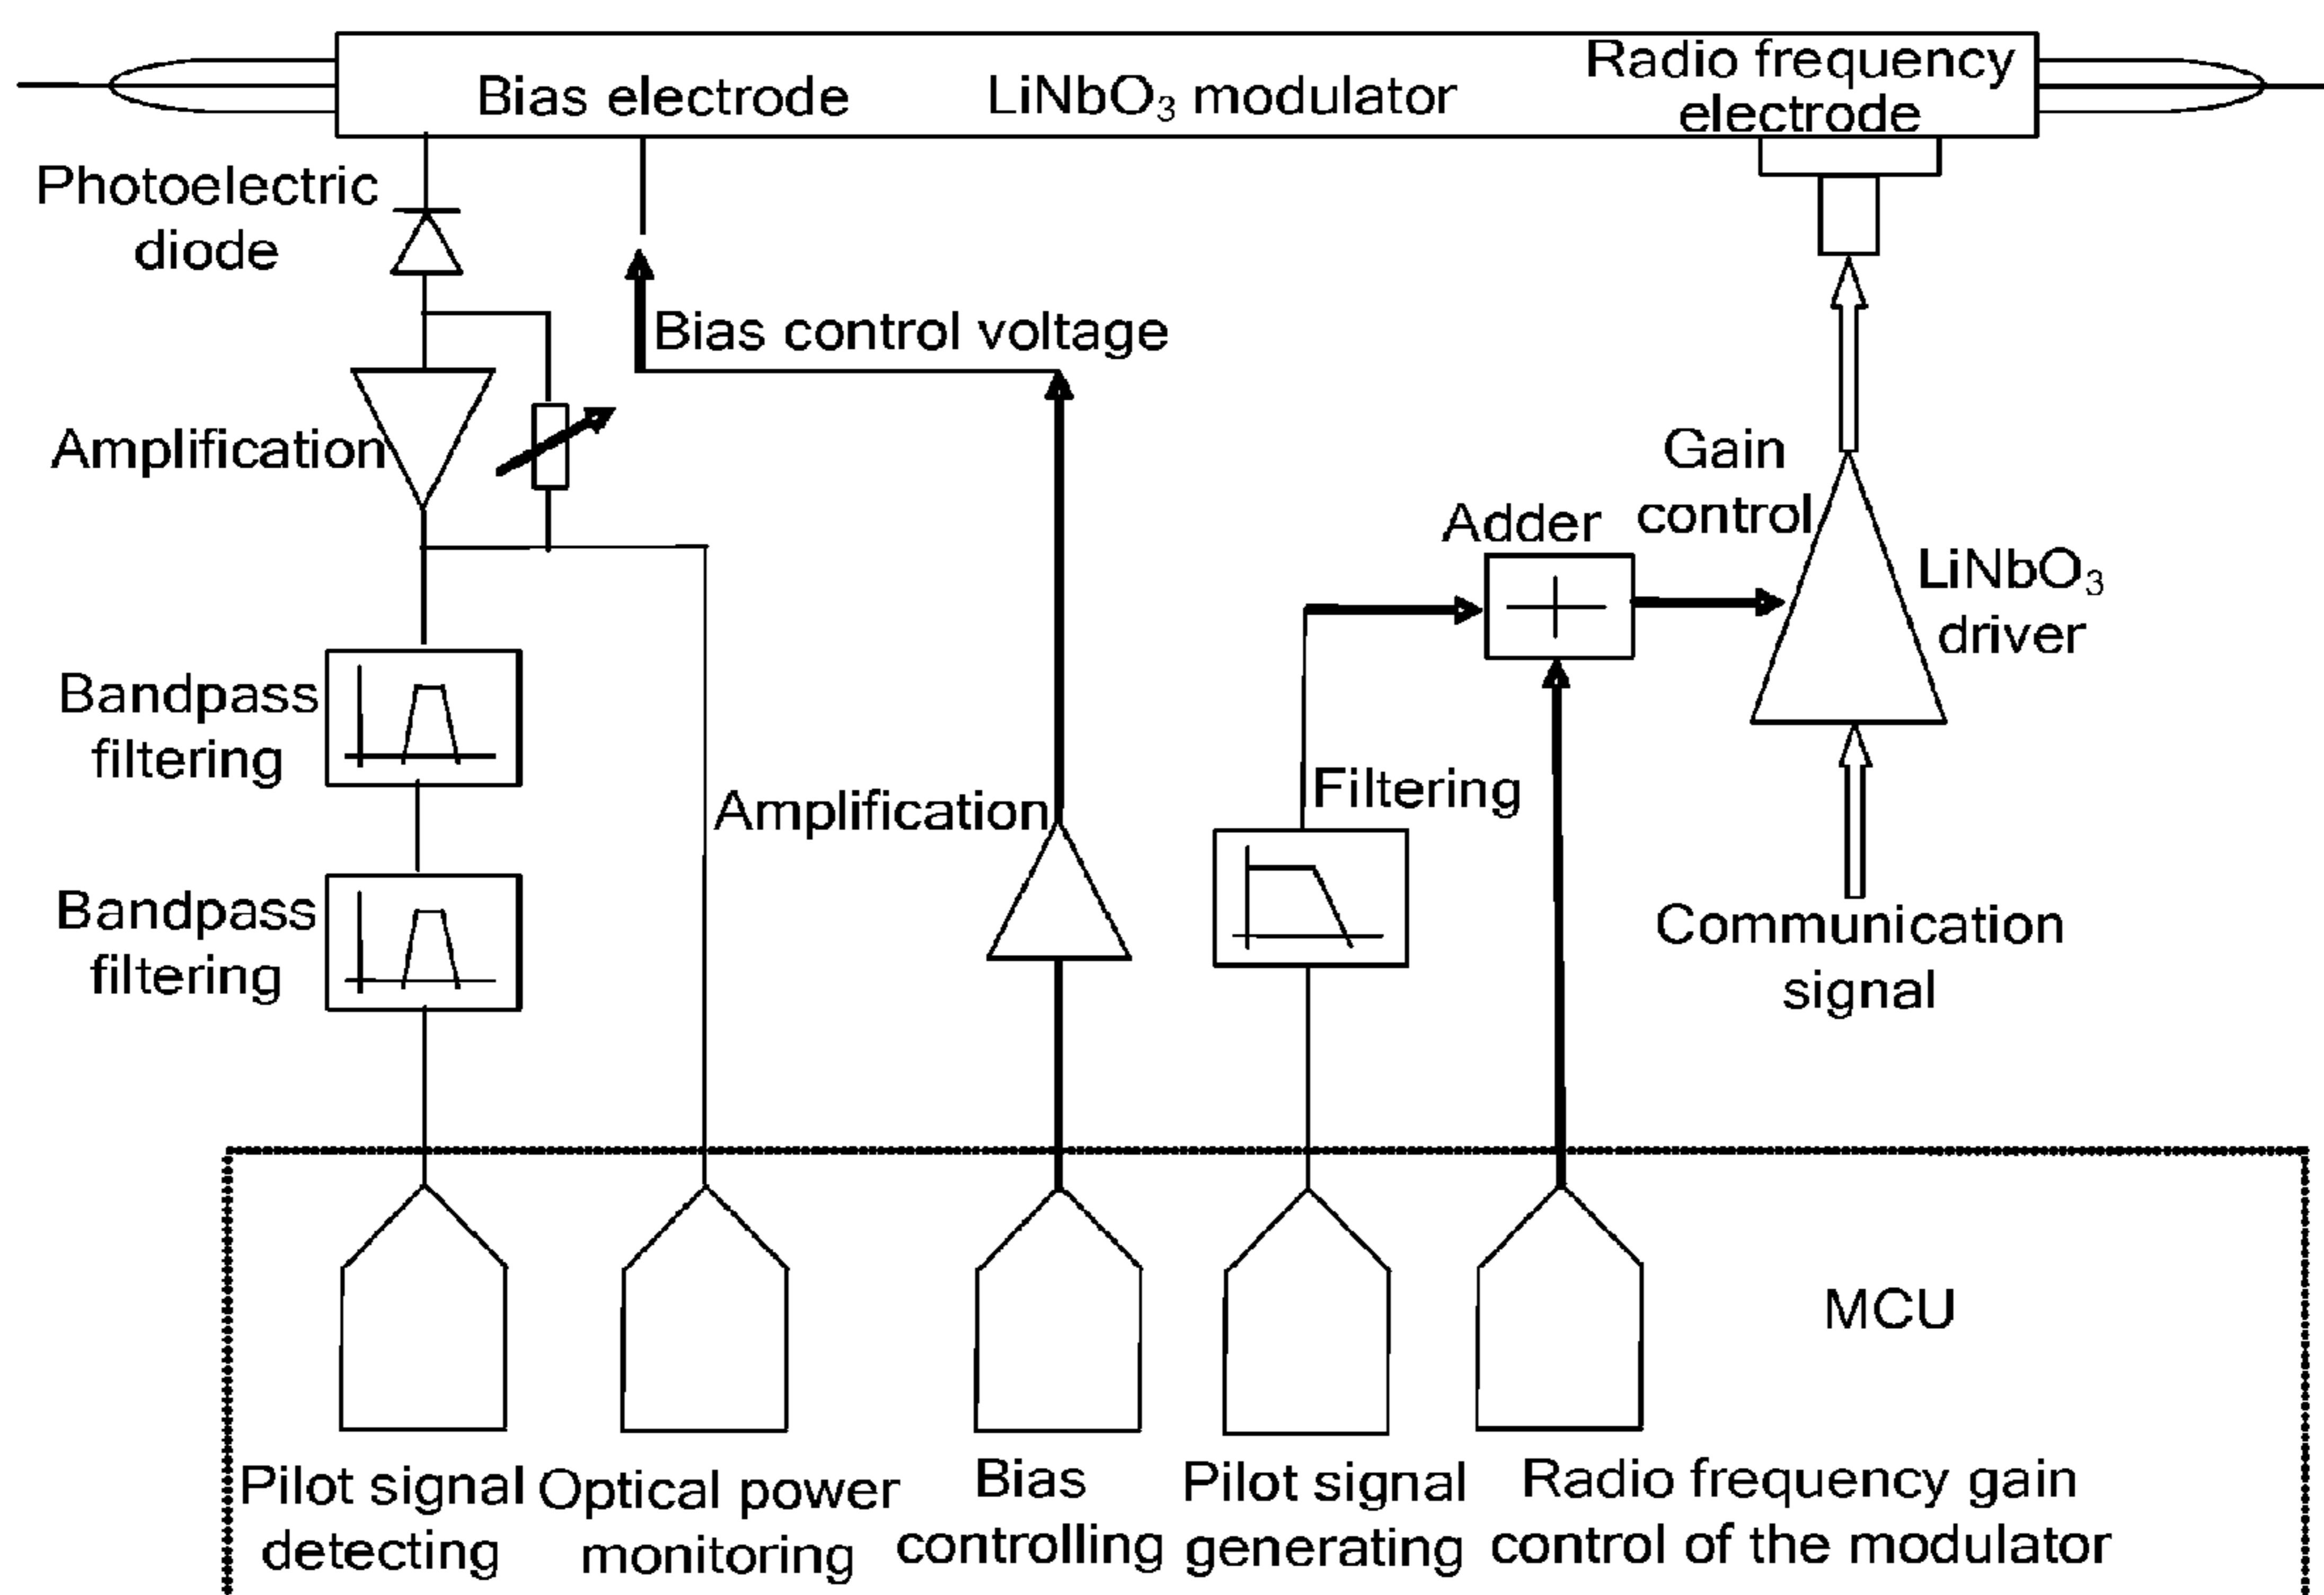 Bias electrode
LiNbO₃ modulator
Radio frequency
electrode
Photoelectric
diode
Bias control voltage
Amplification
Gain
control
Adder
LiNbO₃
driver
Bandpass
filtering
Amplification
Filtering
Bandpass
filtering
Communication
signal
MCU
Pilot signal
detecting
Optical power
monitoring
Bias
controlling
Pilot signal
generating
Radio frequency gain
control of the modulator